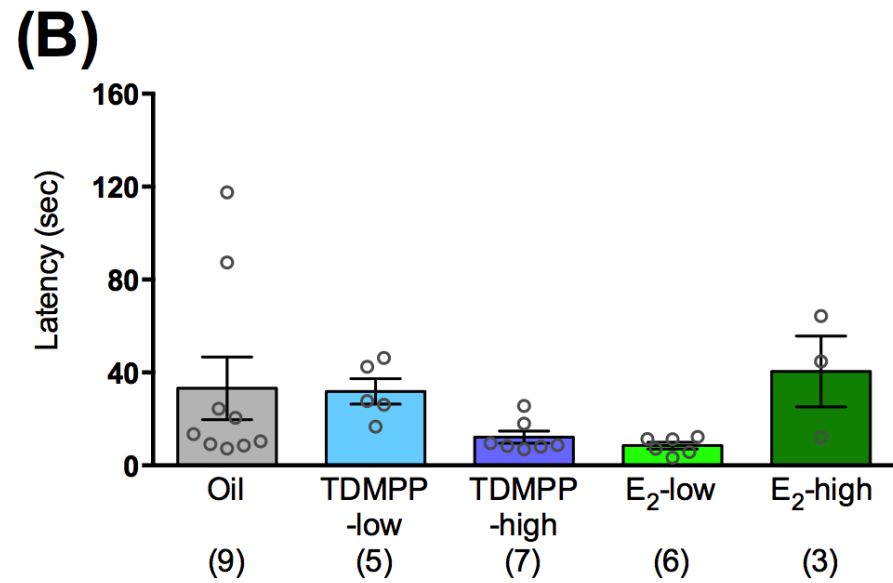 (B)
160
120
80
40
0
Latency (sec)
Oil
TDMPP
-low
TDMPP
-high
E₂-low
E₂-high
(9)
(5)
(7)
(6)
(3)